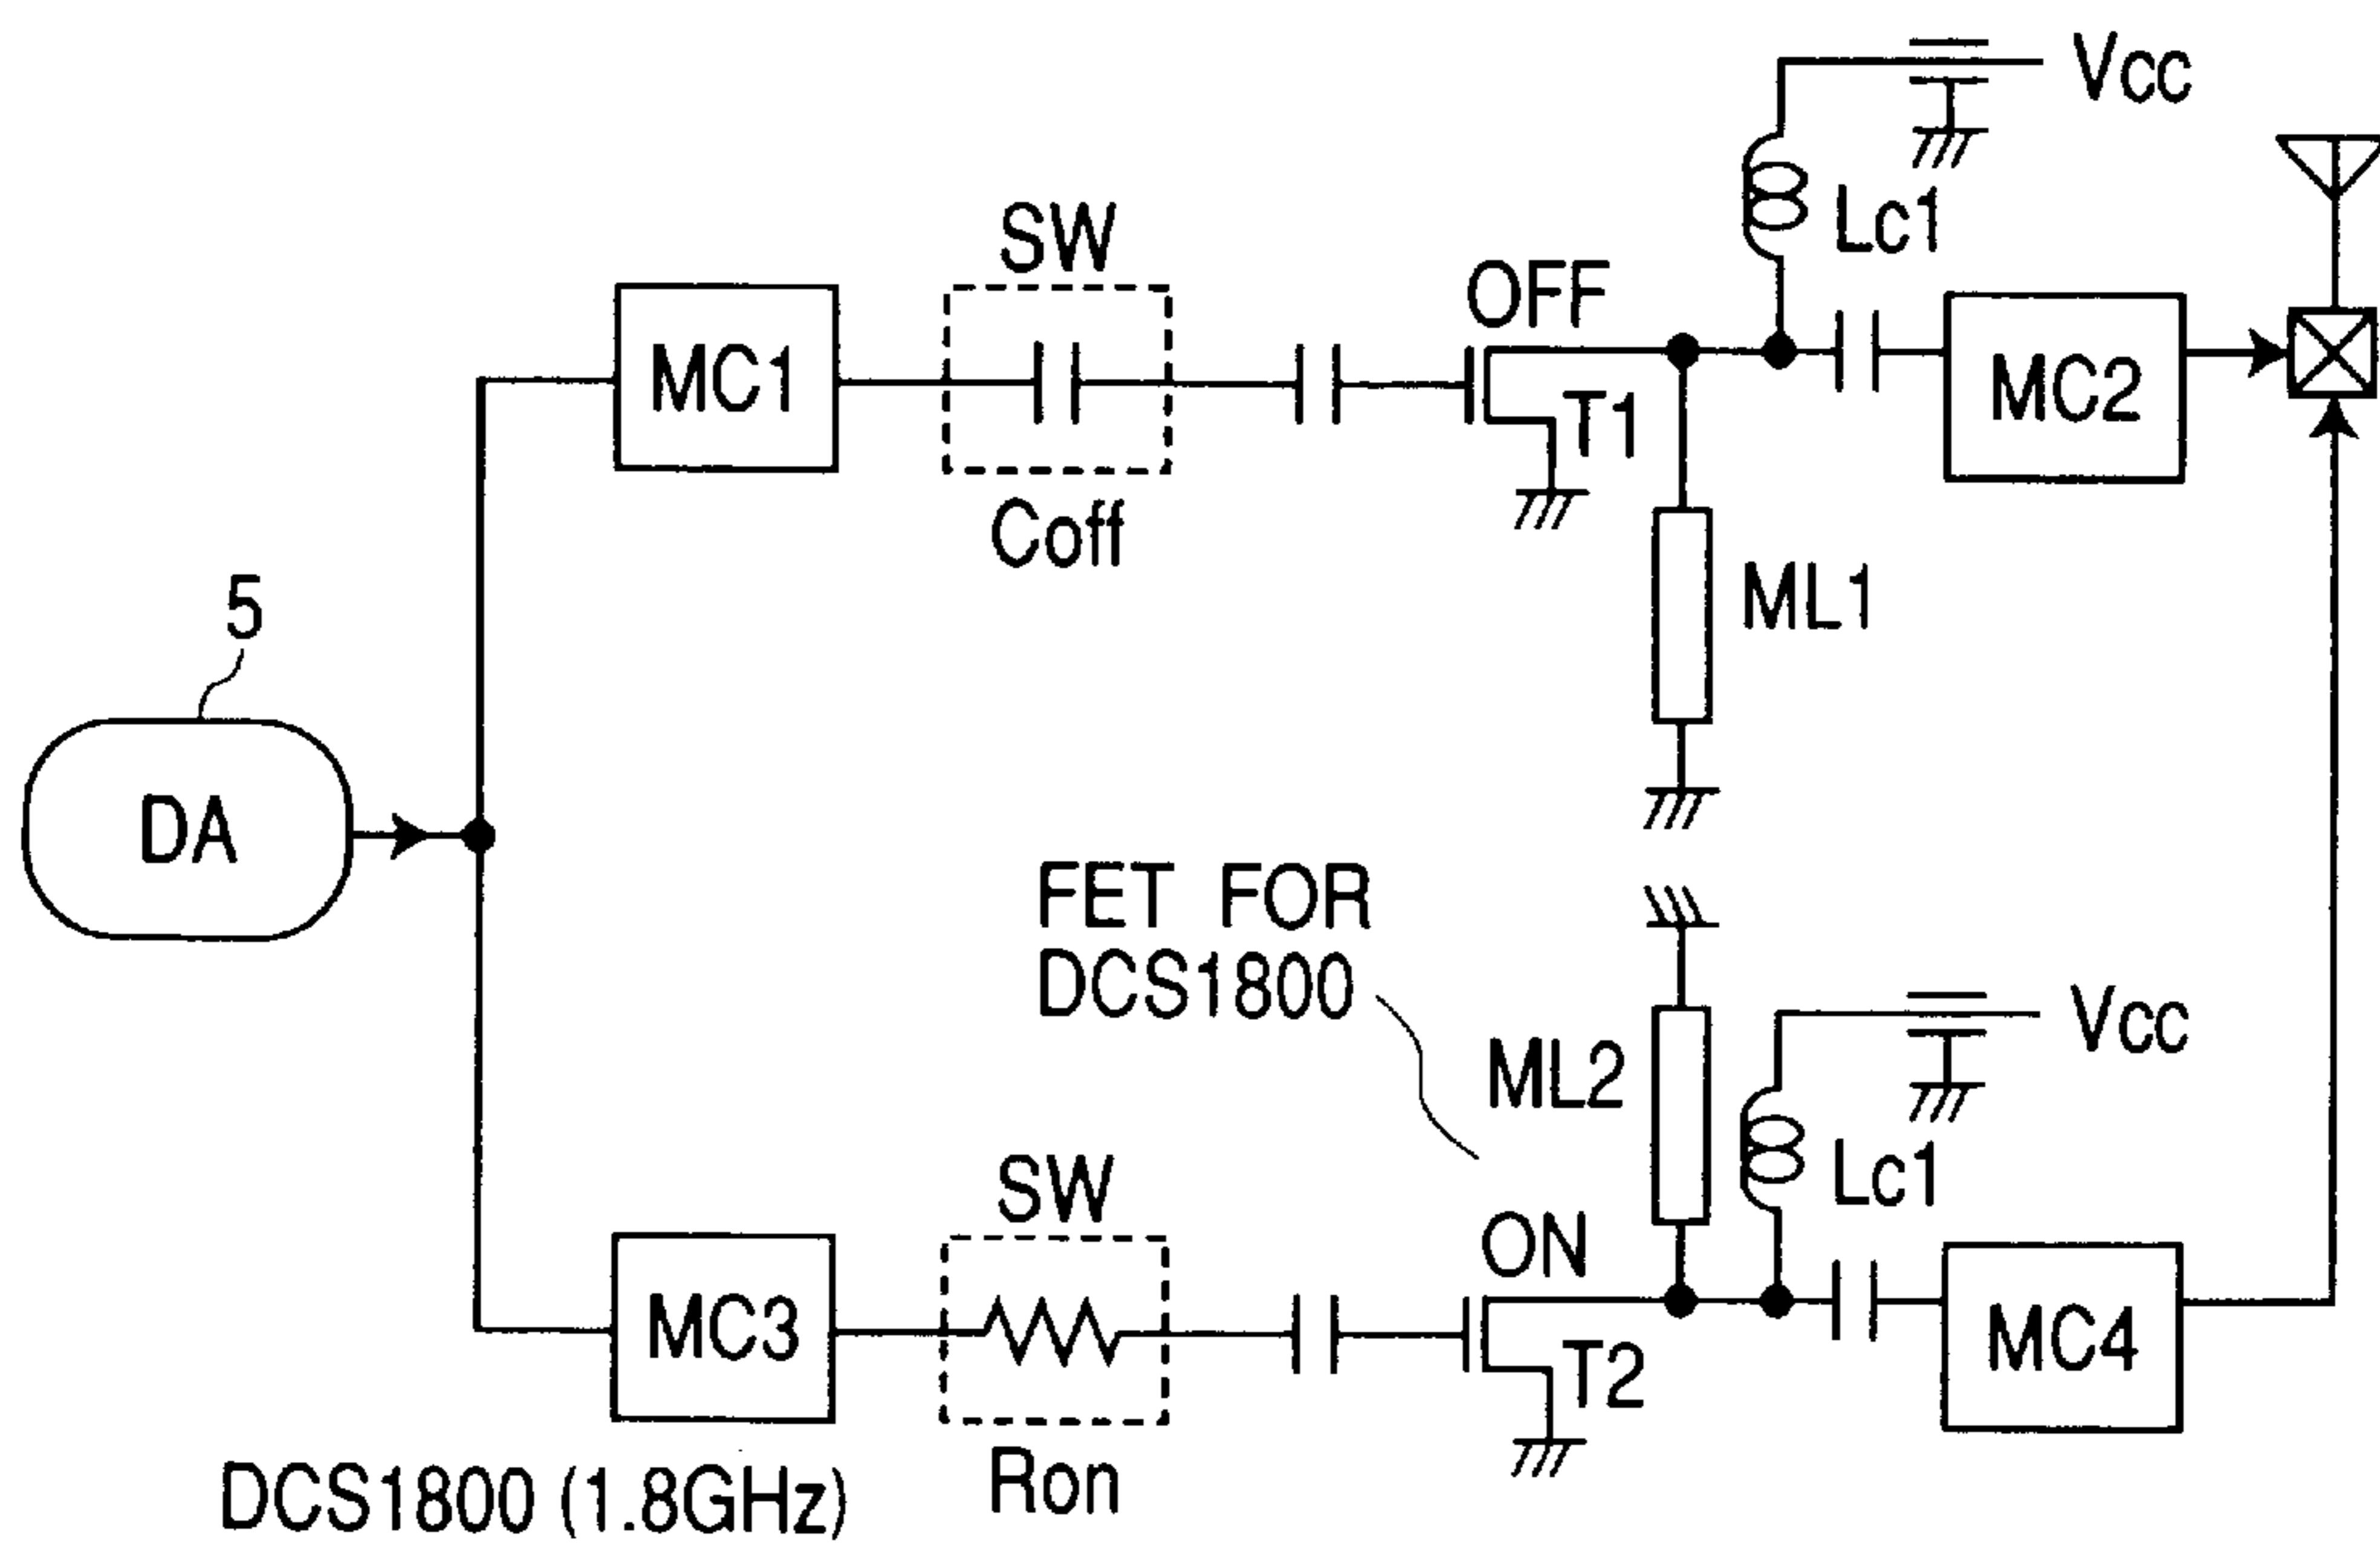 Vcc
SW
Lc1
OFF
MC1
T1
MC2
Coff
ML1
5
DA
FET FOR
DCS1800
Vcc
ML2
SW
Lc1
ON
MC3
T2
MC4
Ron
DCS1800 (1.8GHz)